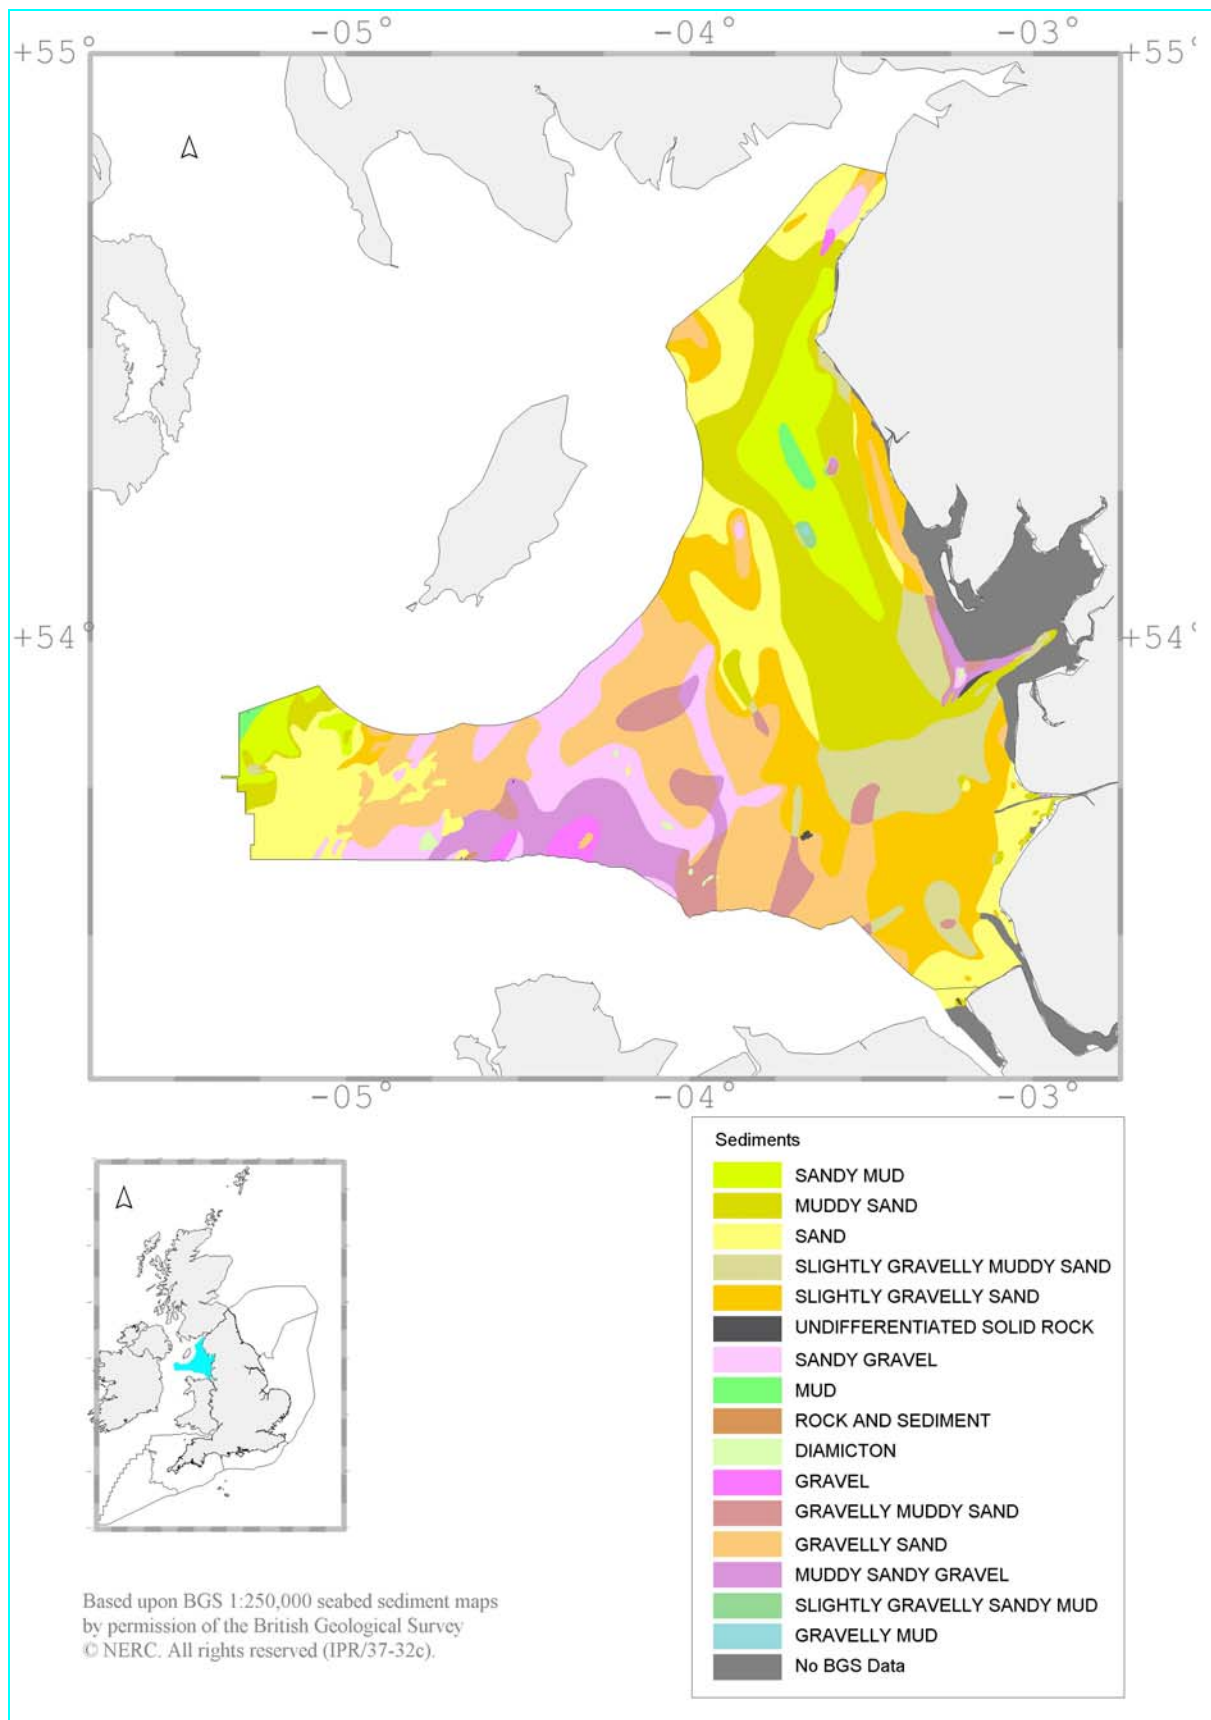 -05° -04° -03°
+55° +55°
+54° +54°
-05° -04° -03°
Sediments
SANDY MUD
MUDDY SAND
SAND
SLIGHTLY GRAVELLY MUDDY SAND
SLIGHTLY GRAVELLY SAND
UNDIFFERENTIATED SOLID ROCK
SANDY GRAVEL
MUD
ROCK AND SEDIMENT
DIAMICTON
GRAVEL
GRAVELLY MUDDY SAND
GRAVELLY SAND
MUDDY SANDY GRAVEL
SLIGHTLY GRAVELLY SANDY MUD
GRAVELLY MUD
No BGS Data
Based upon BGS 1:250,000 seabed sediment maps
by permission of the British Geological Survey
© NERC. All rights reserved (IPR/37-32c).